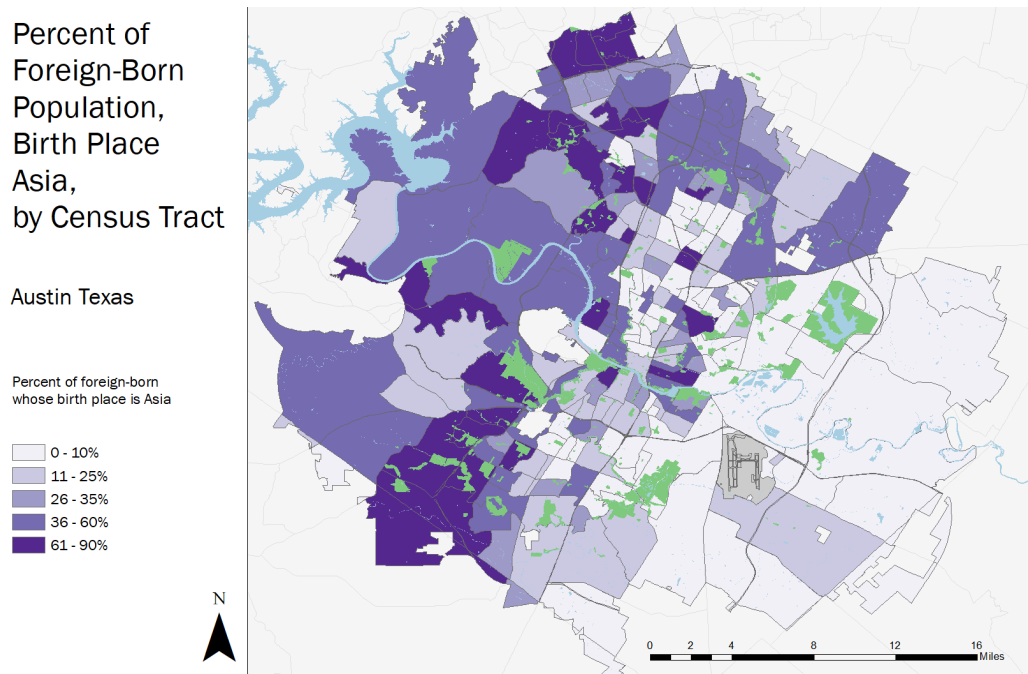 Percent of
Foreign-Born
Population,
Birth Place
Asia,
by Census Tract
Austin Texas
Percent of foreign-born
whose birth place is Asia
0 - 10%
11 - 25%
26 - 35%
36 - 60%
61 - 90%
N
0 2 4 8 12 16
Miles